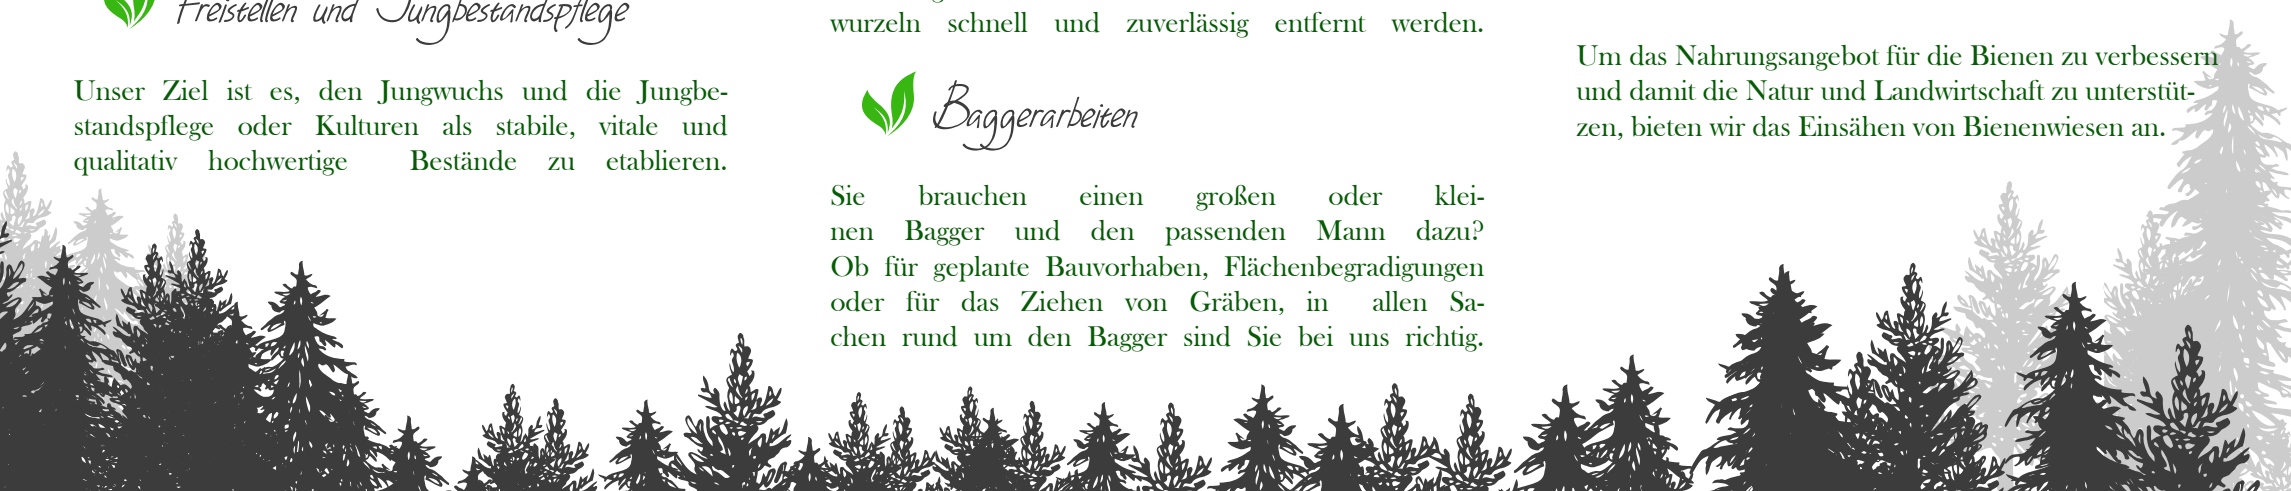 Freistellen und Jungbestandspflege
Unser Ziel ist es, den Jungwuchs und die Jungbe-
standspflege oder Kulturen als stabile, vitale und
qualitativ hochwertige Bestände zu etablieren.
wurzeln schnell und zuverlässig entfernt werden.
Baggerarbeiten
Sie brauchen einen großen oder klei-
nen Bagger und den passenden Mann dazu?
Ob für geplante Bauvorhaben, Flächenbegradigungen
oder für das Ziehen von Gräben, in allen Sa-
chen rund um den Bagger sind Sie bei uns richtig.
Um das Nahrungsangebot für die Bienen zu verbessern
und damit die Natur und Landwirtschaft zu unterstüt-
zen, bieten wir das Einsähen von Bienenwiesen an.